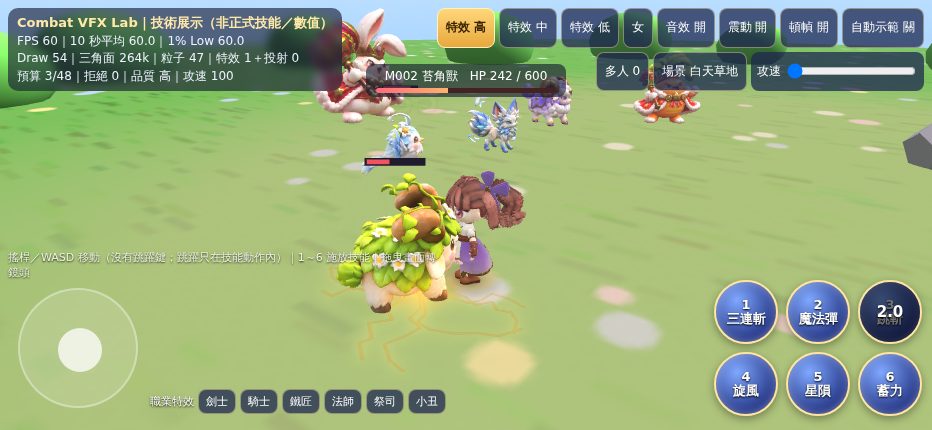 Combat VFX Lab｜技術展示（非正式技能／數值）
FPS 60｜10 秒平均 60.0｜1% Low 60.0
Draw 54｜三角面 264k｜粒子 47｜特效 1＋投射 0
預算 3/48｜拒絕 0｜品質 高｜攻速 100
特效 高
特效 中
特效 低
女
音效 開
震動 開
頓幀 開
自動示範 關
多人 0
場景 白天草地
攻速
M002 苔角獸 HP 242 / 600
搖桿／WASD 移動（沒有跳躍鍵；跳躍只在技能動作內）｜1～6 施放技能
鏡頭
1
三連斬
2
魔法彈
3
2.0
4
旋風
5
星隕
6
蓄力
職業特效
劍士
騎士
鐵匠
法師
祭司
小丑